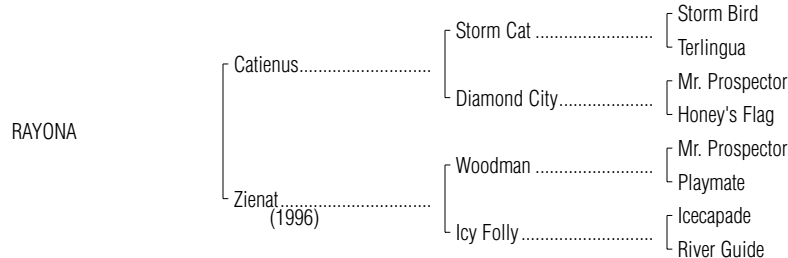 Storm Bird
Storm Cat ........................
Terlingua
Catienus...........................
Mr. Prospector
Diamond City...................
Honey's Flag
RAYONA
Mr. Prospector
Woodman ........................
Playmate
Zienat...............................
(1996)
Icecapade
Icy Folly...........................
River Guide